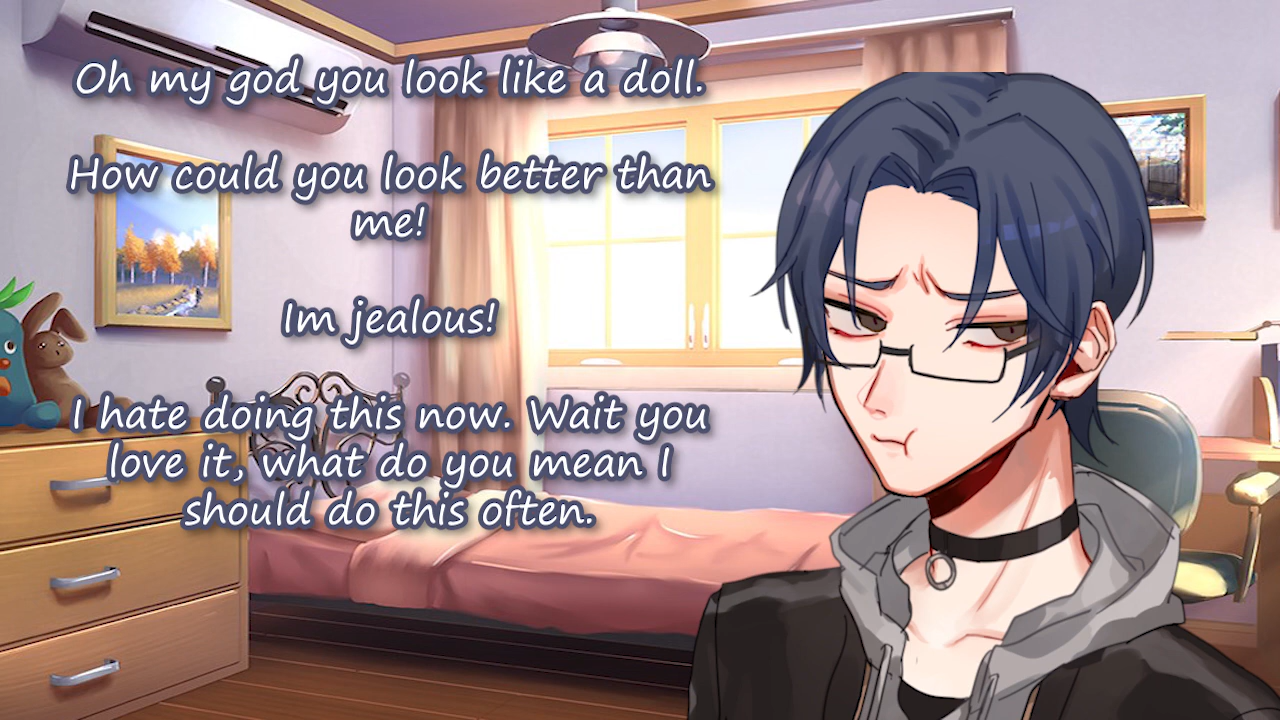 Oh my god you look like a doll.
How could you look better than
me!
Im jealous!
I hate doing this now. Wait you
love it, what do you mean I
should do this often.